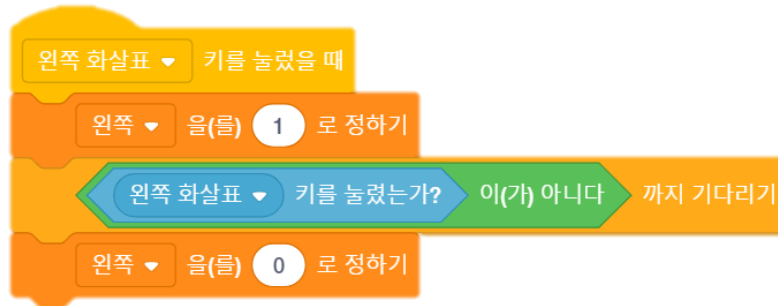 왼쪽 화살표 키를 눌렀을 때
왼쪽 을(를) 1 로 정하기
왼쪽 화살표 키를 눌렀는가? 이(가) 아니다 까지 기다리기
왼쪽 을(를) 0 로 정하기